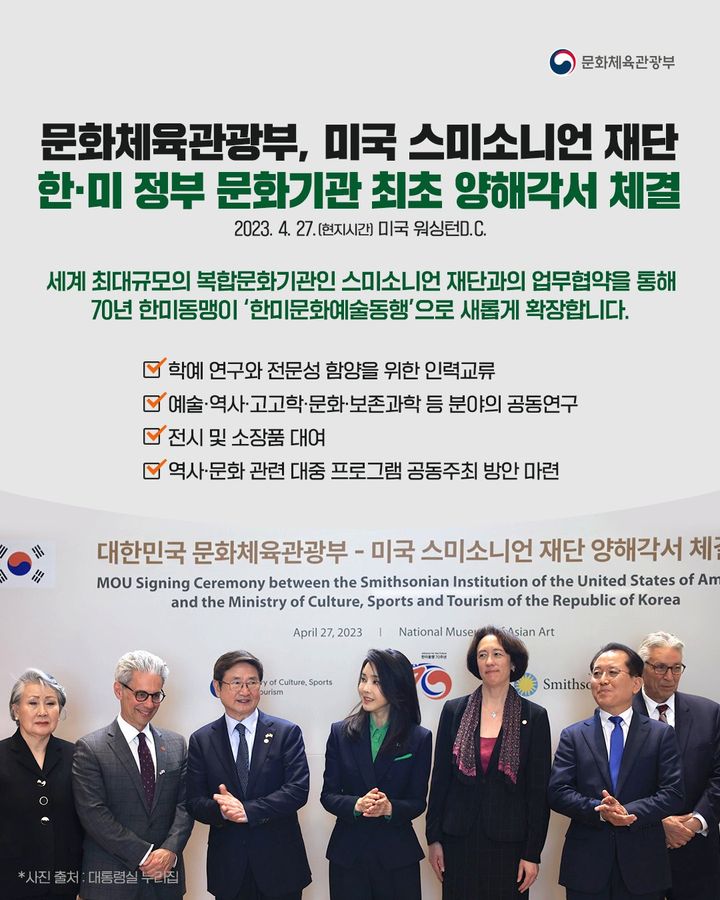 문화체육관광부
문화체육관광부, 미국 스미소니언 재단
한·미 정부 문화기관 최초 양해각서 체결
2023. 4. 27.(현지시간) 미국 워싱턴D.C.
세계 최대규모의 복합문화기관인 스미소니언 재단과의 업무협약을 통해
70년 한미동맹이 ‘한미문화예술동행’으로 새롭게 확장합니다.
학예 연구와 전문성 함양을 위한 인력교류
예술·역사·고고학·문화·보존과학 등 분야의 공동연구
전시 및 소장품 대여
역사·문화 관련 대중 프로그램 공동주최 방안 마련
대한민국 문화체육관광부 - 미국 스미소니언 재단 양해각서 체결
MOU Signing Ceremony between the Smithsonian Institution of the United States of Am
and the Ministry of Culture, Sports and Tourism of the Republic of Korea
April 27, 2023 | National Museum of Asian Art
ry of Culture, Sports
ourism
70
Smithso
*사진 출처 : 대통령실 누리집